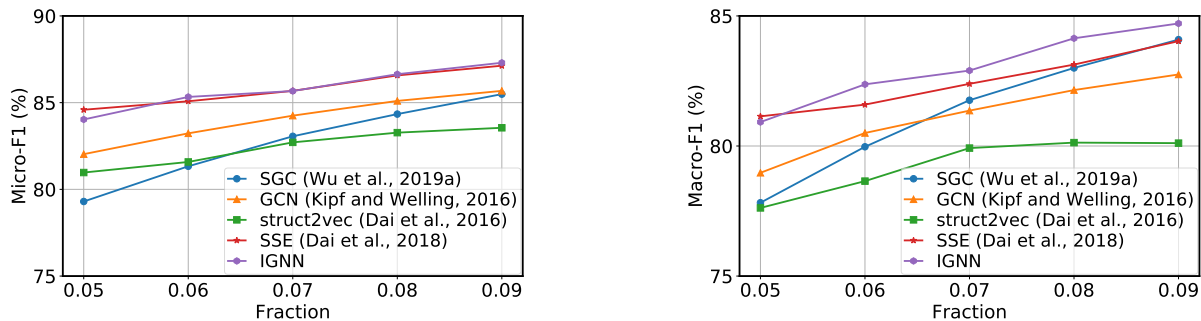 90
85
80
75
Micro-F1 (%)
SGC (Wu et al., 2019a)
GCN (Kipf and Welling, 2016)
struct2vec (Dai et al., 2016)
SSE (Dai et al., 2018)
IGNN
0.05 0.06 0.07 0.08 0.09
Fraction
85
80
75
Macro-F1 (%)
SGC (Wu et al., 2019a)
GCN (Kipf and Welling, 2016)
struct2vec (Dai et al., 2016)
SSE (Dai et al., 2018)
IGNN
0.05 0.06 0.07 0.08 0.09
Fraction